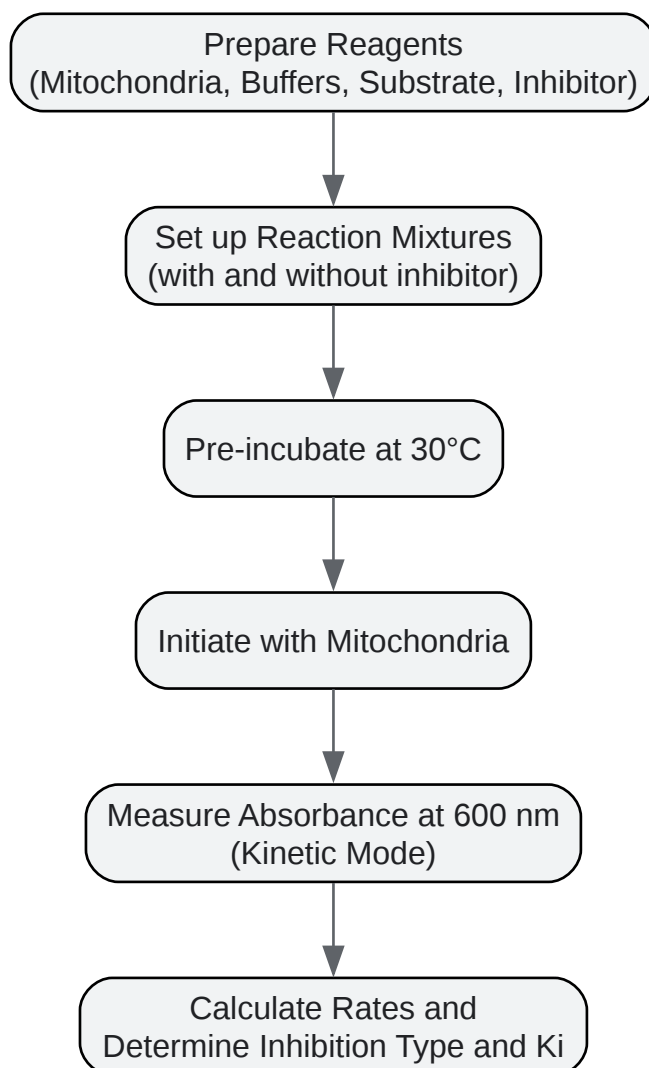 Prepare Reagents
(Mitochondria, Buffers, Substrate, Inhibitor)
Set up Reaction Mixtures
(with and without inhibitor)
Pre-incubate at 30°C
Initiate with Mitochondria
Measure Absorbance at 600 nm
(Kinetic Mode)
Calculate Rates and
Determine Inhibition Type and Ki